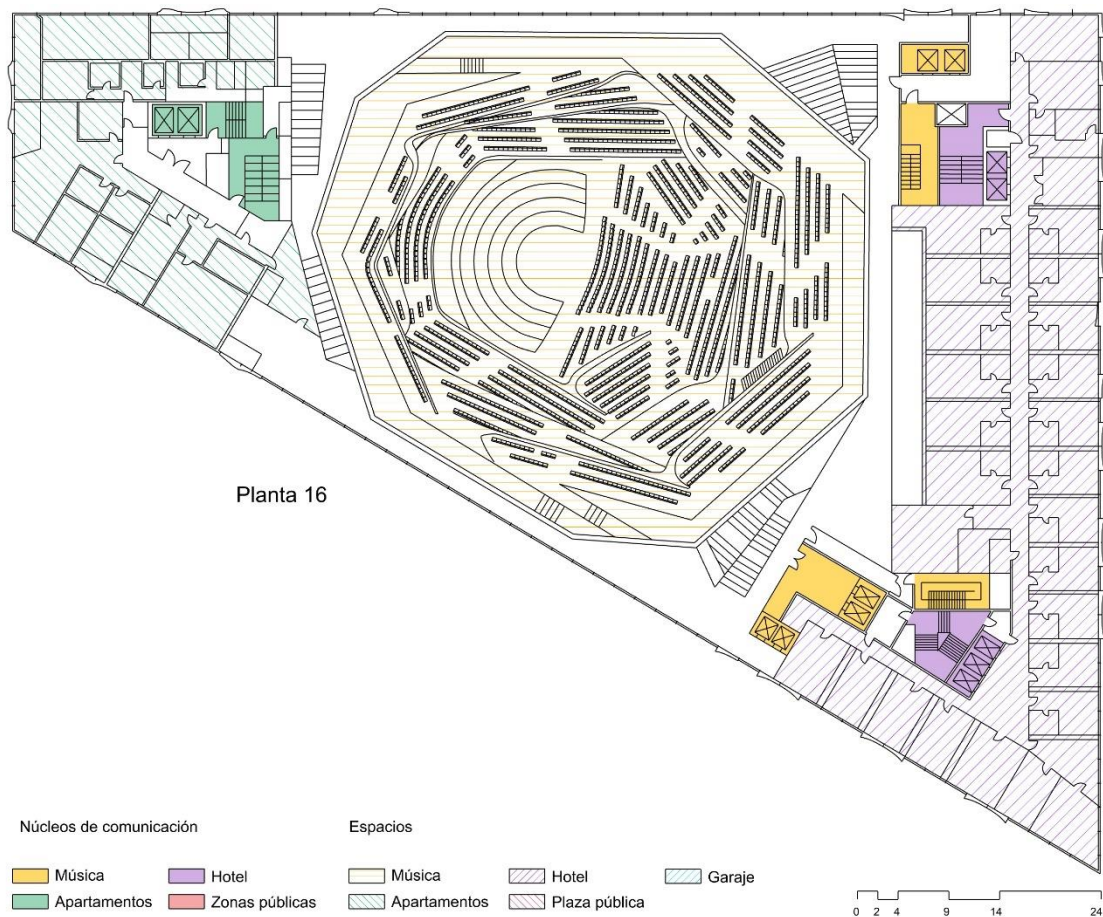 Planta 16
Núcleos de comunicación
Espacios
Música
Hotel
Música
Hotel
Garaje
Apartamentos
Zonas públicas
Apartamentos
Plaza pública
0 2 4 9 14 24